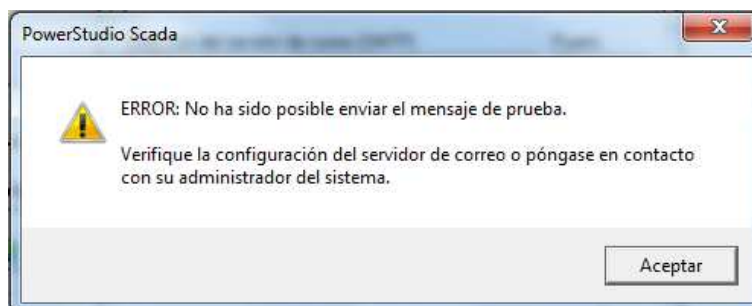 PowerStudio Scada
ERROR: No ha sido posible enviar el mensaje de prueba.
Verifique la configuración del servidor de correo o póngase en contacto
con su administrador del sistema.
Aceptar